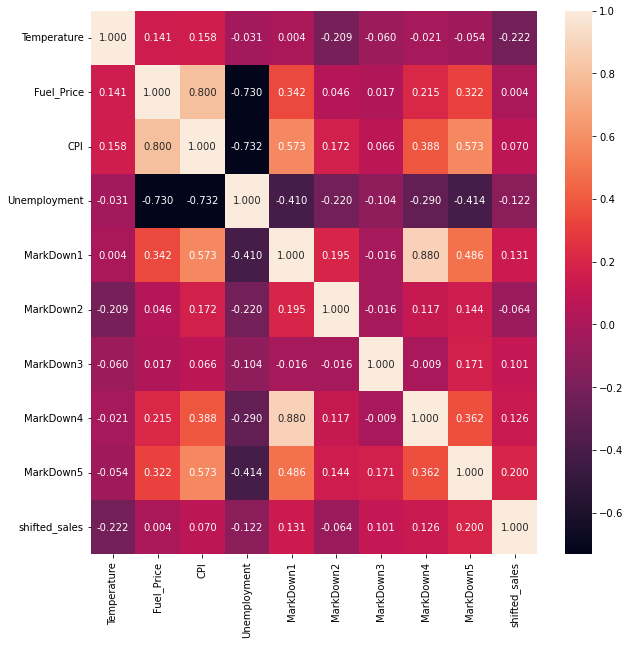 Temperature 1.000 0.141 0.158 -0.031 0.004 -0.209 -0.060 -0.021 -0.054 -0.222
Fuel_Price 0.141 1.000 0.800 -0.730 0.342 0.046 0.017 0.215 0.322 0.004
CPI 0.158 0.800 1.000 -0.732 0.573 0.172 0.066 0.388 0.573 0.070
Unemployment -0.031 -0.730 -0.732 1.000 -0.410 -0.220 -0.104 -0.290 -0.414 -0.122
MarkDown1 0.004 0.342 0.573 -0.410 1.000 0.195 -0.016 0.880 0.486 0.131
MarkDown2 -0.209 0.046 0.172 -0.220 0.195 1.000 -0.016 0.117 0.144 -0.064
MarkDown3 -0.060 0.017 0.066 -0.104 -0.016 -0.016 1.000 -0.009 0.171 0.101
MarkDown4 -0.021 0.215 0.388 -0.290 0.880 0.117 -0.009 1.000 0.362 0.126
MarkDown5 -0.054 0.322 0.573 -0.414 0.486 0.144 0.171 0.362 1.000 0.200
shifted_sales -0.222 0.004 0.070 -0.122 0.131 -0.064 0.101 0.126 0.200 1.000
Temperature
Fuel_Price
CPI
Unemployment
MarkDown1
MarkDown2
MarkDown3
MarkDown4
MarkDown5
shifted_sales
1.0
0.8
0.6
0.4
0.2
0.0
−0.2
−0.4
−0.6